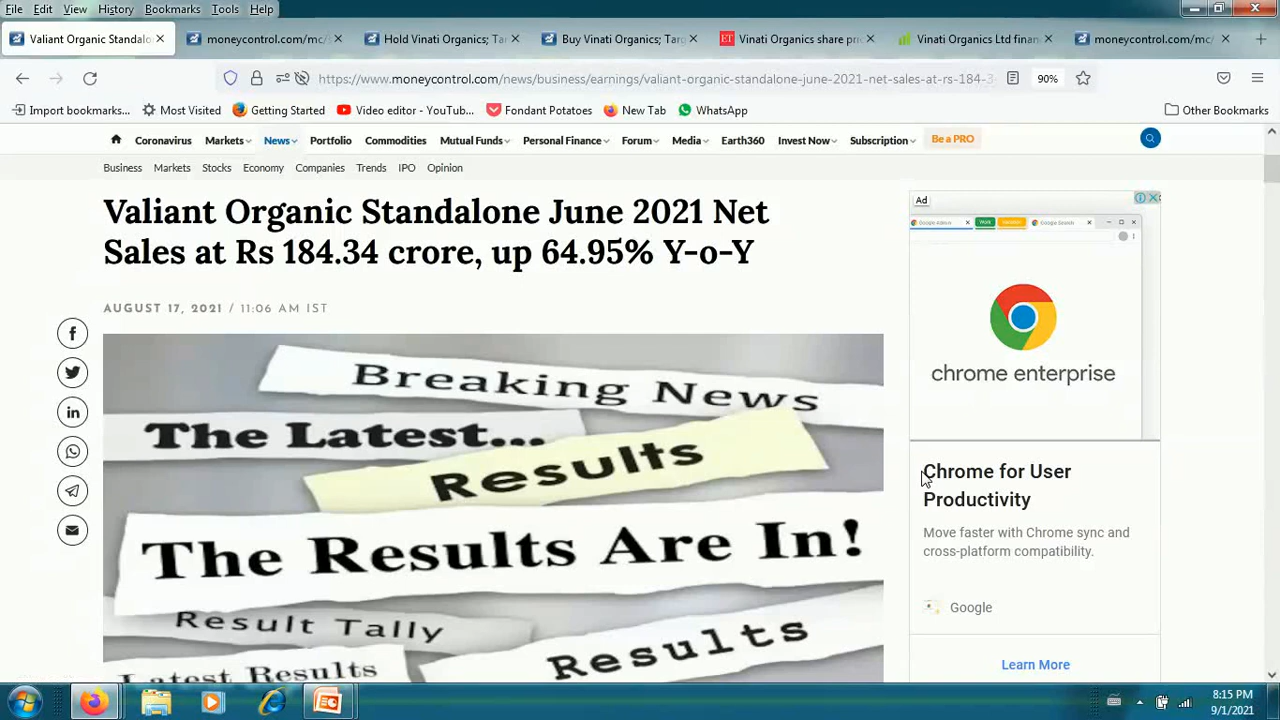 File Edit View History Bookmarks Tools Help
Valiant Organic Standalo
moneycontrol.com/mc/s
Hold Vinati Organics; Tar
Buy Vinati Organics; Targ
Vinati Organics share pri
Vinati Organics Ltd finan
moneycontrol.com/mc/
https://www.moneycontrol.com/news/business/earnings/valiant-organic-standalone-june-2021-net-sales-at-rs-184-3
90%
Import bookmarks... Most Visited Getting Started Video editor - YouTub... Fondant Potatoes New Tab WhatsApp Other Bookmarks
Coronavirus Markets News Portfolio Commodities Mutual Funds Personal Finance Forum Media Earth360 Invest Now Subscription Be a PRO
Business Markets Stocks Economy Companies Trends IPO Opinion
Valiant Organic Standalone June 2021 Net
Sales at Rs 184.34 crore, up 64.95% Y-o-Y
AUGUST 17, 2021 / 11:06 AM IST
Breaking News
The Latest...
Results
The Results Are In!
Result Tally
Results
Latest Results
Ad
chrome enterprise
Chrome for User
Productivity
Move faster with Chrome sync and
cross-platform compatibility.
Google
Learn More
8:15 PM
9/1/2021